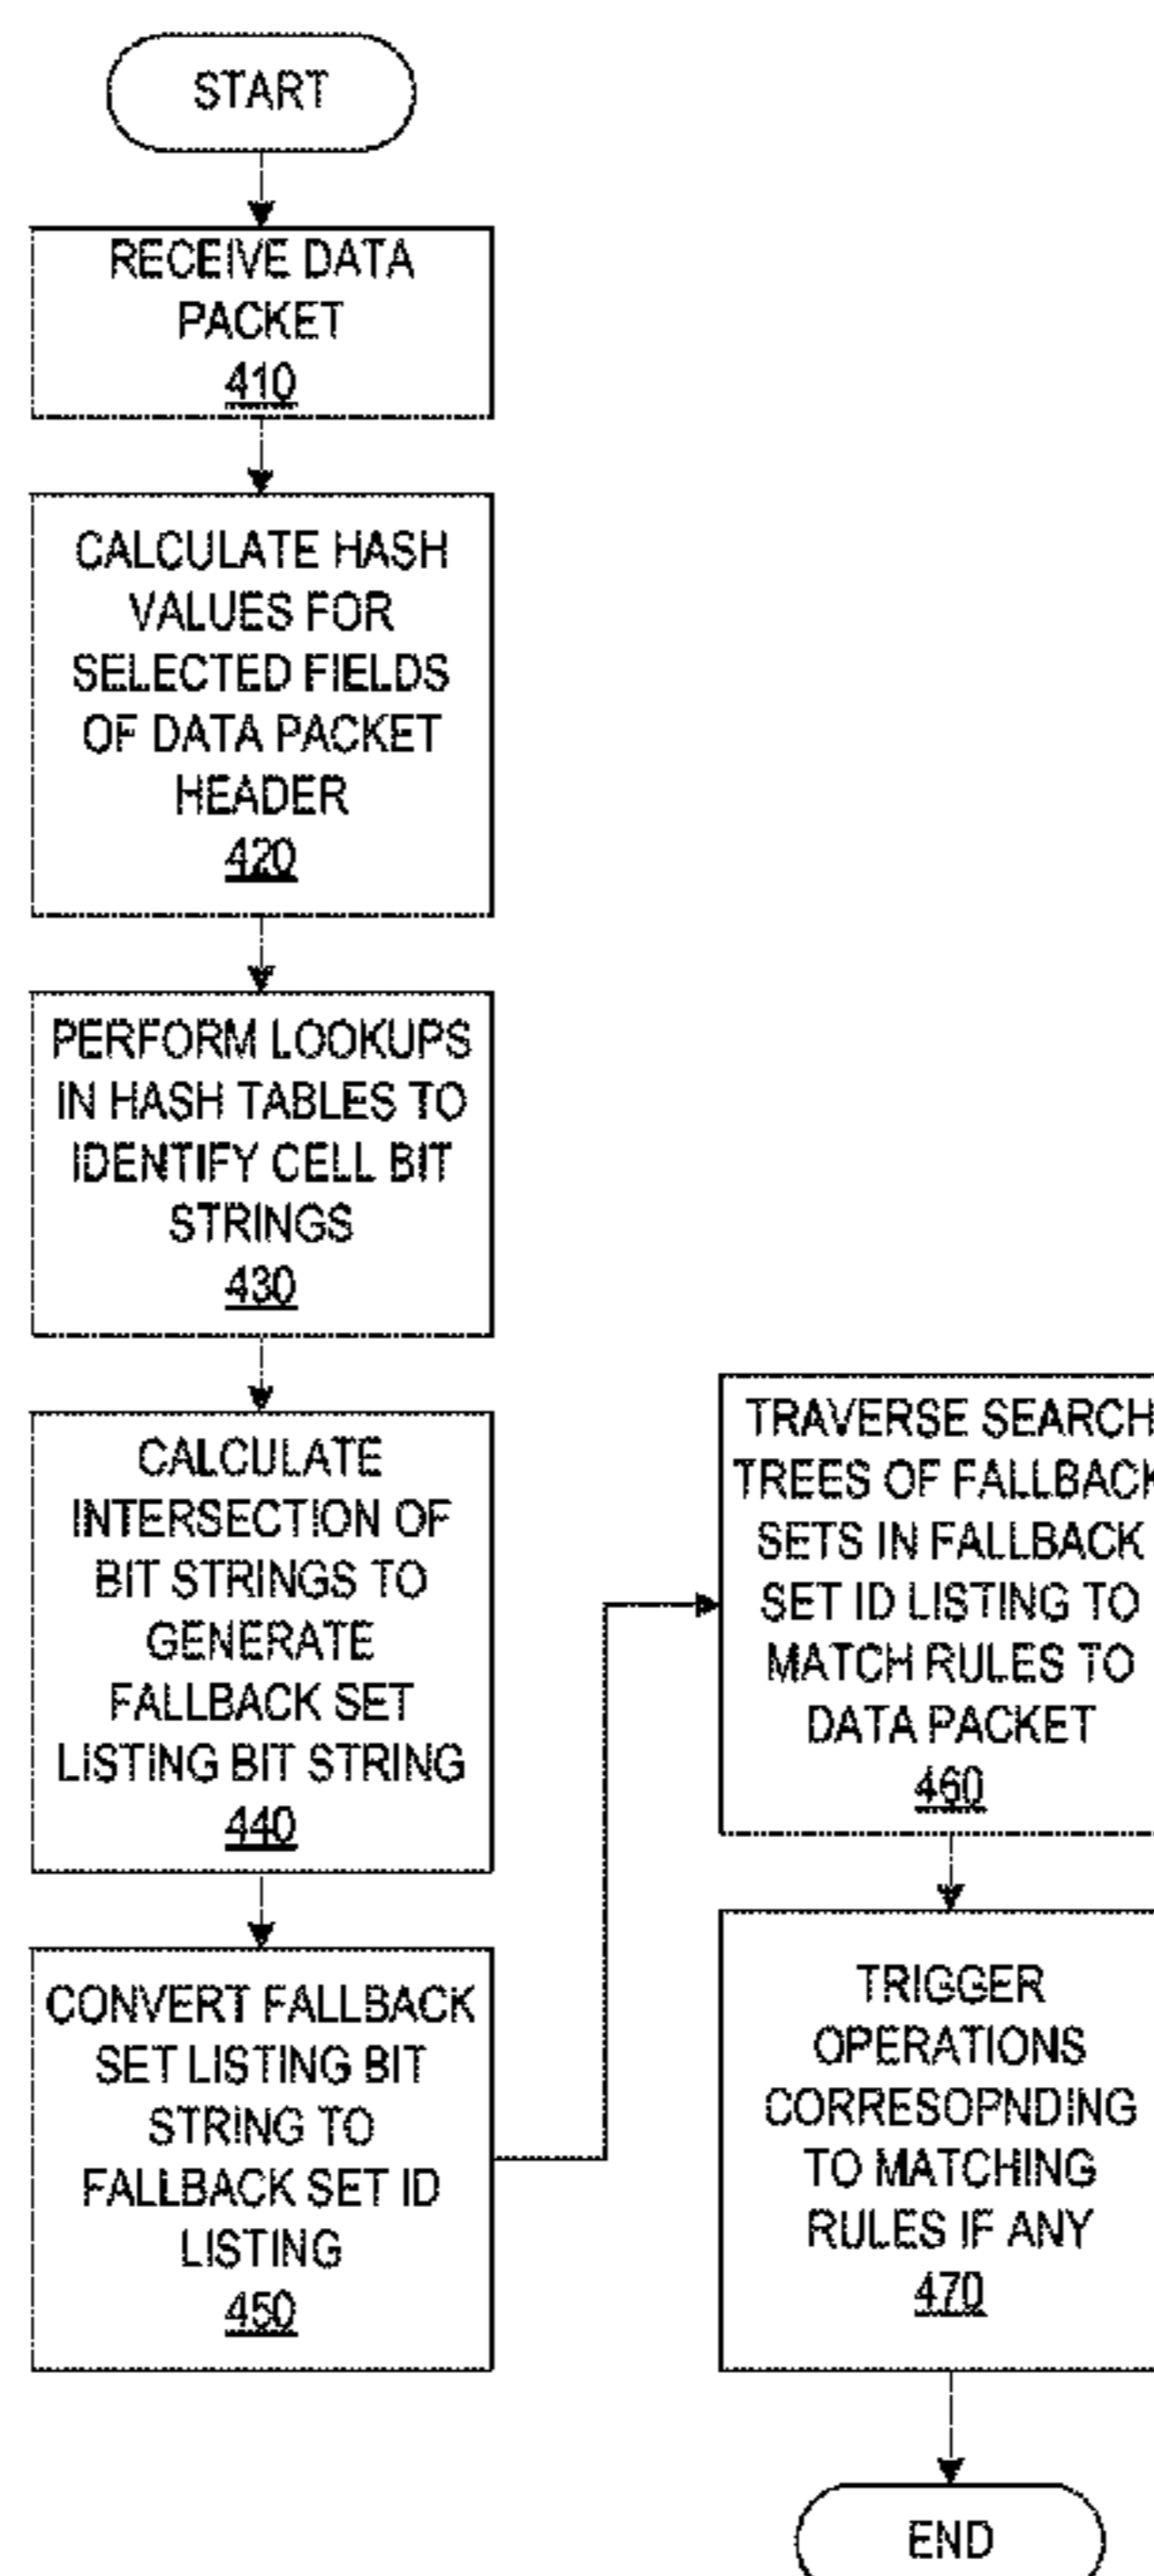 START
RECEIVE DATA
PACKET
410
CALCULATE HASH
VALUES FOR
SELECTED FIELDS
OF DATA PACKET
HEADER
420
PERFORM LOOKUPS
IN HASH TABLES TO
IDENTIFY CELL BIT
STRINGS
430
CALCULATE
INTERSECTION OF
BIT STRINGS TO
GENERATE
FALLBACK SET
LISTING BIT STRING
440
CONVERT FALLBACK
SET LISTING BIT
STRING TO
FALLBACK SET ID
LISTING
450
TRAVERSE SEARCH
TREES OF FALLBACK
SETS IN FALLBACK
SET ID LISTING TO
MATCH RULES TO
DATA PACKET
460
TRIGGER
OPERATIONS
CORRESOPNDING
TO MATCHING
RULES IF ANY
470
END